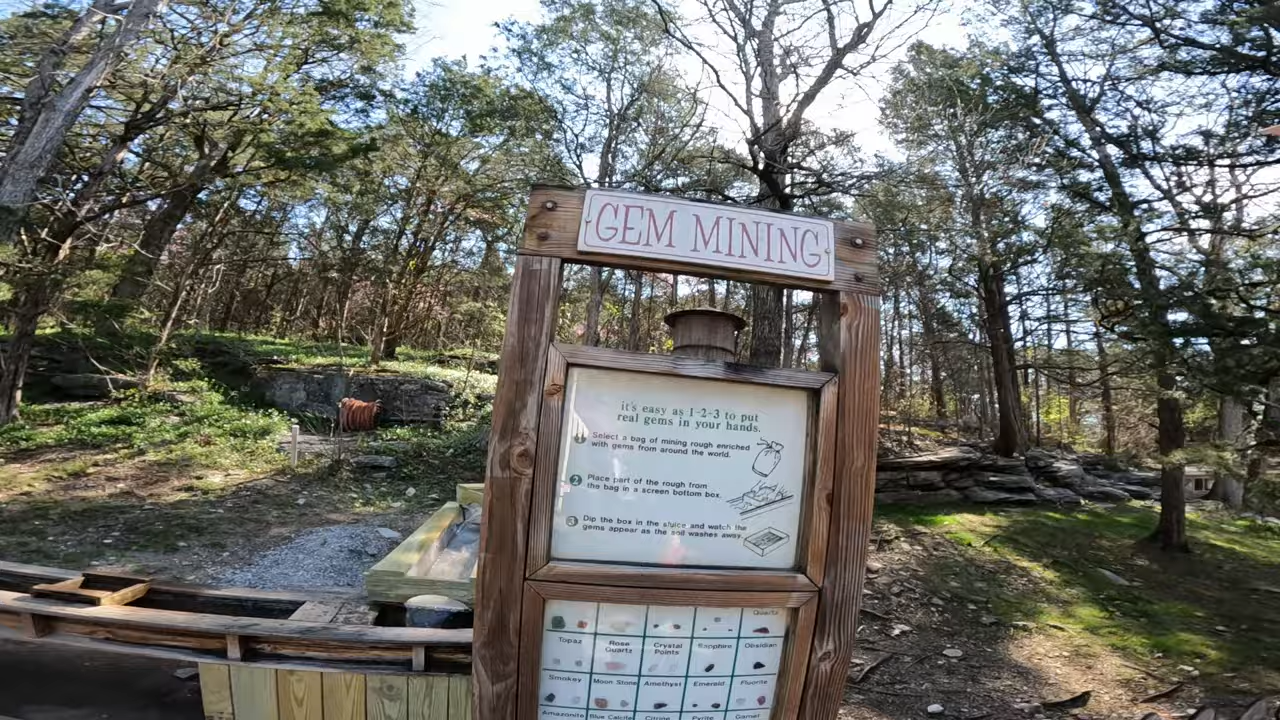 GEM MINING
it's easy as 1-2-3 to put
real gems in your hands.
1 Select a bag of mining rough enriched
with gems from around the world.
2 Place part of the rough from
the bag in a screen bottom box.
3 Dip the box in the sluice and watch the
gems appear as the soil washes away.
Quartz
Topaz Rose Quartz Crystal Points Sapphire Obsidian
Smokey Moon Stone Amethyst Emerald Fluorite
Amazonite Blue Calcite Citrine Pyrite Garnet